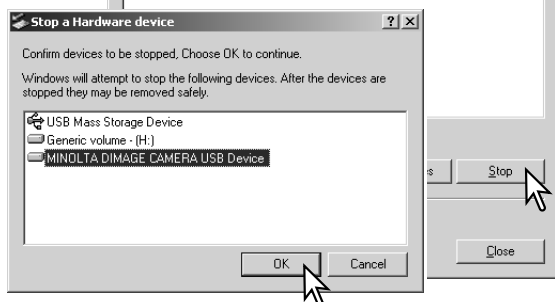 Stop a Hardware device
Confirm devices to be stopped, Choose OK to continue.
Windows will attempt to stop the following devices. After the devices are
stopped they may be removed safely.
USB Mass Storage Device
Generic volume - (H:)
MINOLTA DIMAGE CAMERA USB Device
OK
Cancel
Stop
Close